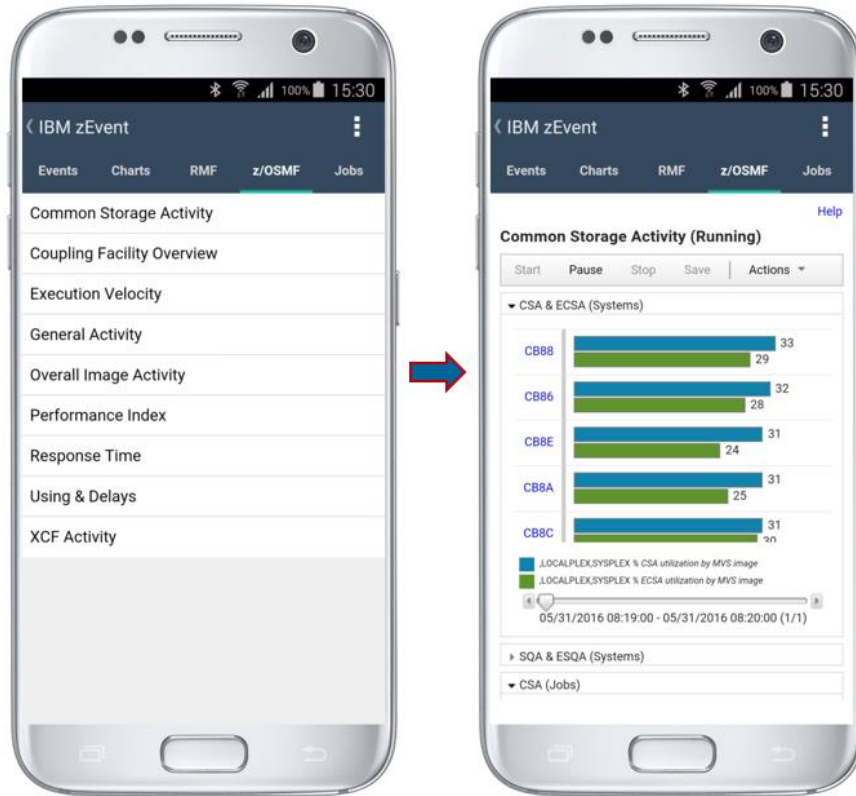 100% 15:30
IBM zEvent
Events Charts RMF z/OSMF Jobs
Common Storage Activity
Coupling Facility Overview
Execution Velocity
General Activity
Overall Image Activity
Performance Index
Response Time
Using & Delays
XCF Activity
100% 15:30
IBM zEvent
Events Charts RMF z/OSMF Jobs
Help
Common Storage Activity (Running)
Start Pause Stop Save Actions
CSA & ECSA (Systems)
CB88 33
29
CB86 32
28
CB8E 31
24
CB8A 31
25
CB8C 31
30
,LOCALPLEX,SYSPLEX % CSA utilization by MVS image
,LOCALPLEX,SYSPLEX % ECSA utilization by MVS image
05/31/2016 08:19:00 - 05/31/2016 08:20:00 (1/1)
SQA & ESQA (Systems)
CSA (Jobs)